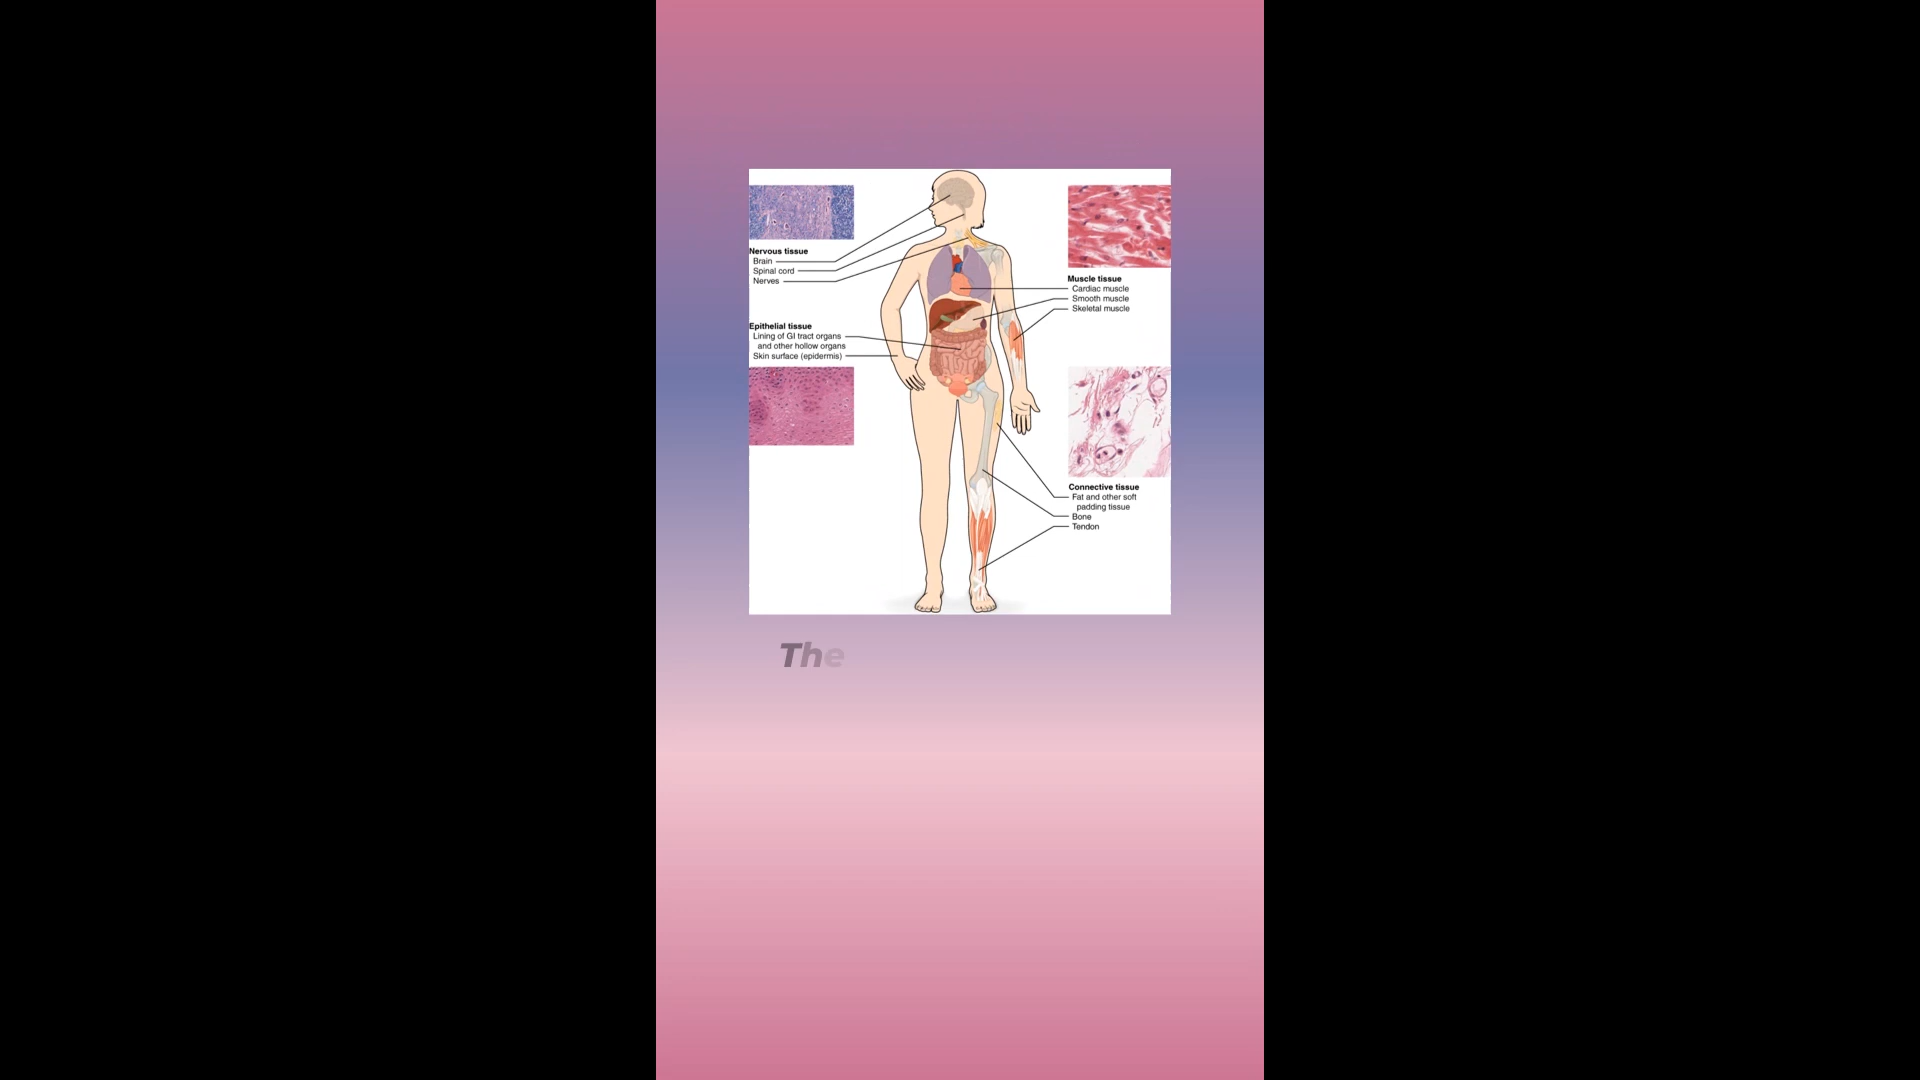 Nervous tissue
Brain
Spinal cord
Nerves
Epithelial tissue
Lining of GI tract organs
and other hollow organs
Skin surface (epidermis)
Muscle tissue
Cardiac muscle
Smooth muscle
Skeletal muscle
Connective tissue
Fat and other soft
padding tissue
Bone
Tendon
The